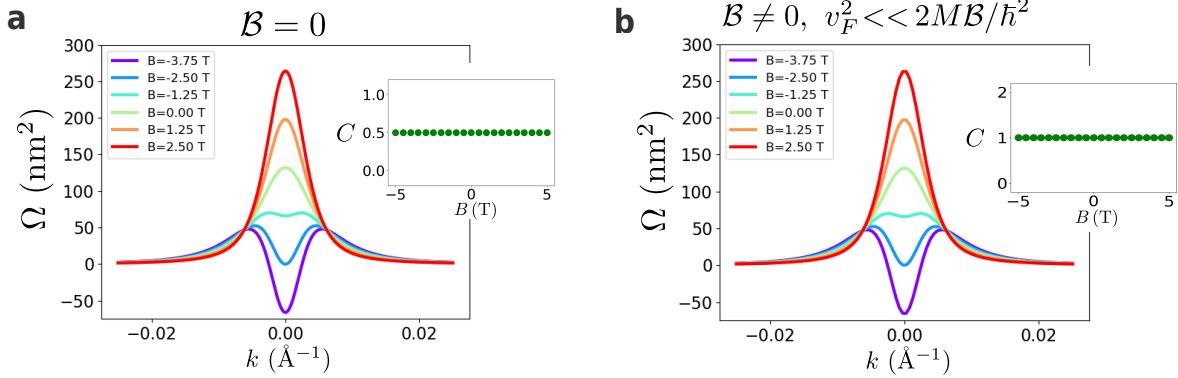 a
ℬ = 0
300
250
200
150
100
50
0
−50
Ω (nm²)
B=-3.75 T
B=-2.50 T
B=-1.25 T
B=0.00 T
B=1.25 T
B=2.50 T
−0.02 0.00 0.02
k (Å⁻¹)
1.0
0.5
0.0
C
−5 0 5
B (T)
b
ℬ ≠ 0, v_F² << 2Mℬ/ħ²
300
250
200
150
100
50
0
−50
Ω (nm²)
B=-3.75 T
B=-2.50 T
B=-1.25 T
B=0.00 T
B=1.25 T
B=2.50 T
−0.02 0.00 0.02
k (Å⁻¹)
2
1
0
C
−5 0 5
B (T)